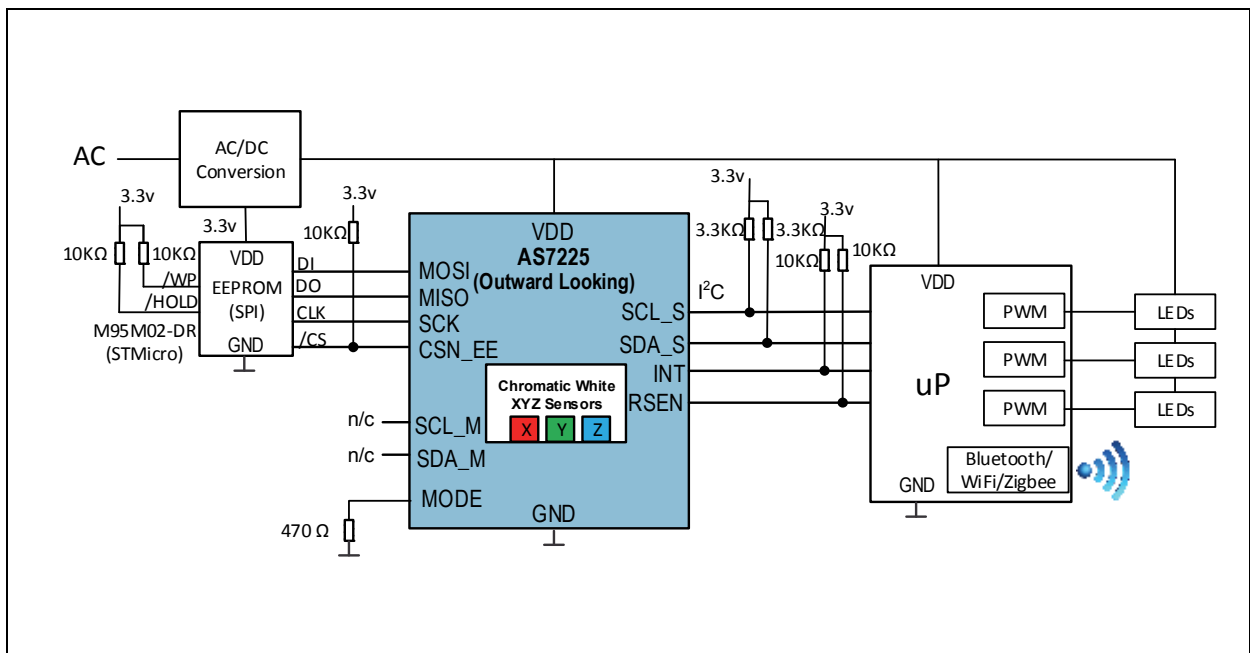 AC
AC/DC
Conversion
3.3v
3.3v
10KΩ
10KΩ
/WP
/HOLD
M95M02-DR
(STMicro)
VDD
EEPROM
(SPI)
GND
DI
DO
CLK
/CS
3.3v
10KΩ
VDD
AS7225
(Outward Looking)
MOSI
MISO
SCK
CSN_EE
Chromatic White
XYZ Sensors
X Y Z
n/c
SCL_M
n/c
SDA_M
MODE
470 Ω
GND
SCL_S
SDA_S
INT
RSEN
I²C
3.3v
3.3KΩ
3.3KΩ
3.3v
10KΩ
10KΩ
VDD
uP
PWM
PWM
PWM
GND
Bluetooth/
WiFi/Zigbee
LEDs
LEDs
LEDs